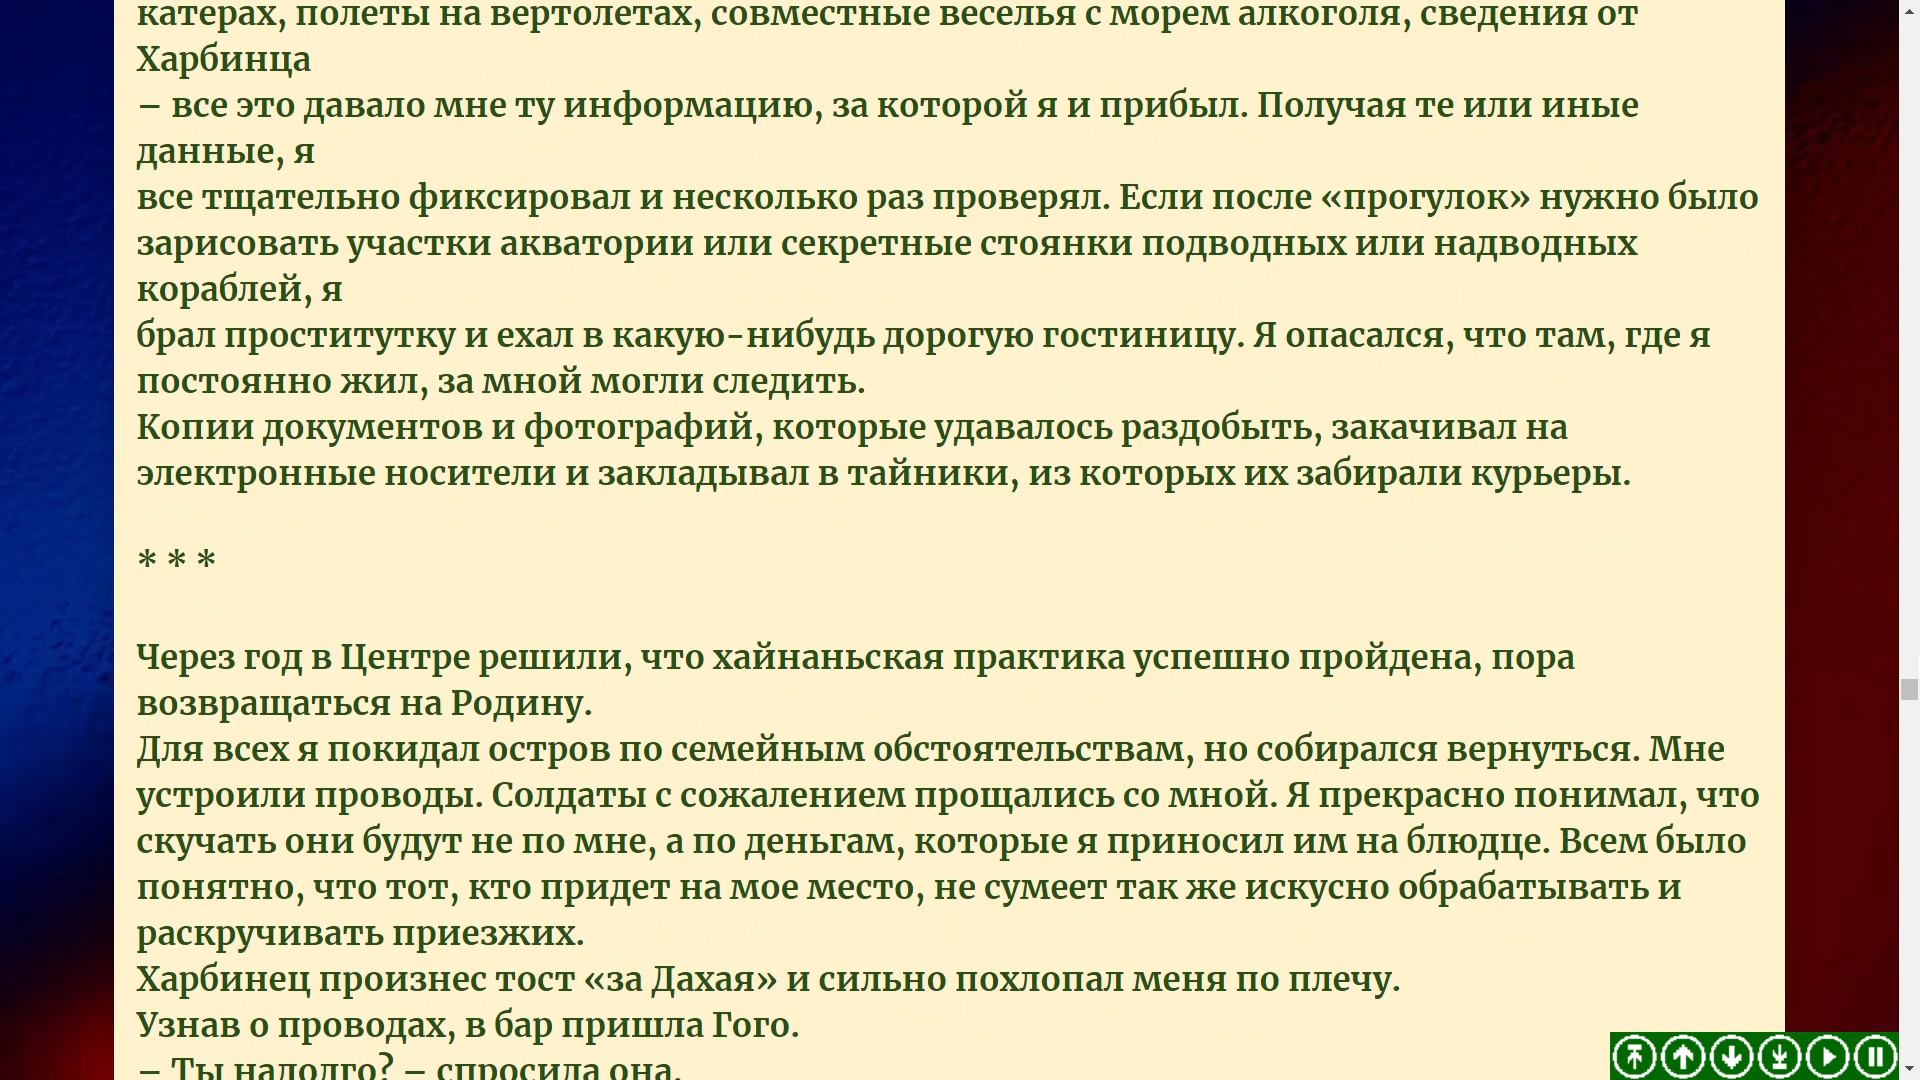 катерах, полеты на вертолетах, совместные веселья с морем алкоголя, сведения от
Харбинца
– все это давало мне ту информацию, за которой я и прибыл. Получая те или иные
данные, я
все тщательно фиксировал и несколько раз проверял. Если после «прогулок» нужно было
зарисовать участки акватории или секретные стоянки подводных или надводных
кораблей, я
брал проститутку и ехал в какую-нибудь дорогую гостиницу. Я опасался, что там, где я
постоянно жил, за мной могли следить.
Копии документов и фотографий, которые удавалось раздобыть, закачивал на
электронные носители и закладывал в тайники, из которых их забирали курьеры.
* * *
Через год в Центре решили, что хайнаньская практика успешно пройдена, пора
возвращаться на Родину.
Для всех я покидал остров по семейным обстоятельствам, но собирался вернуться. Мне
устроили проводы. Солдаты с сожалением прощались со мной. Я прекрасно понимал, что
скучать они будут не по мне, а по деньгам, которые я приносил им на блюдце. Всем было
понятно, что тот, кто придет на мое место, не сумеет так же искусно обрабатывать и
раскручивать приезжих.
Харбинец произнес тост «за Дахая» и сильно похлопал меня по плечу.
Узнав о проводах, в бар пришла Гого.
– Ты надолго? – спросила она.